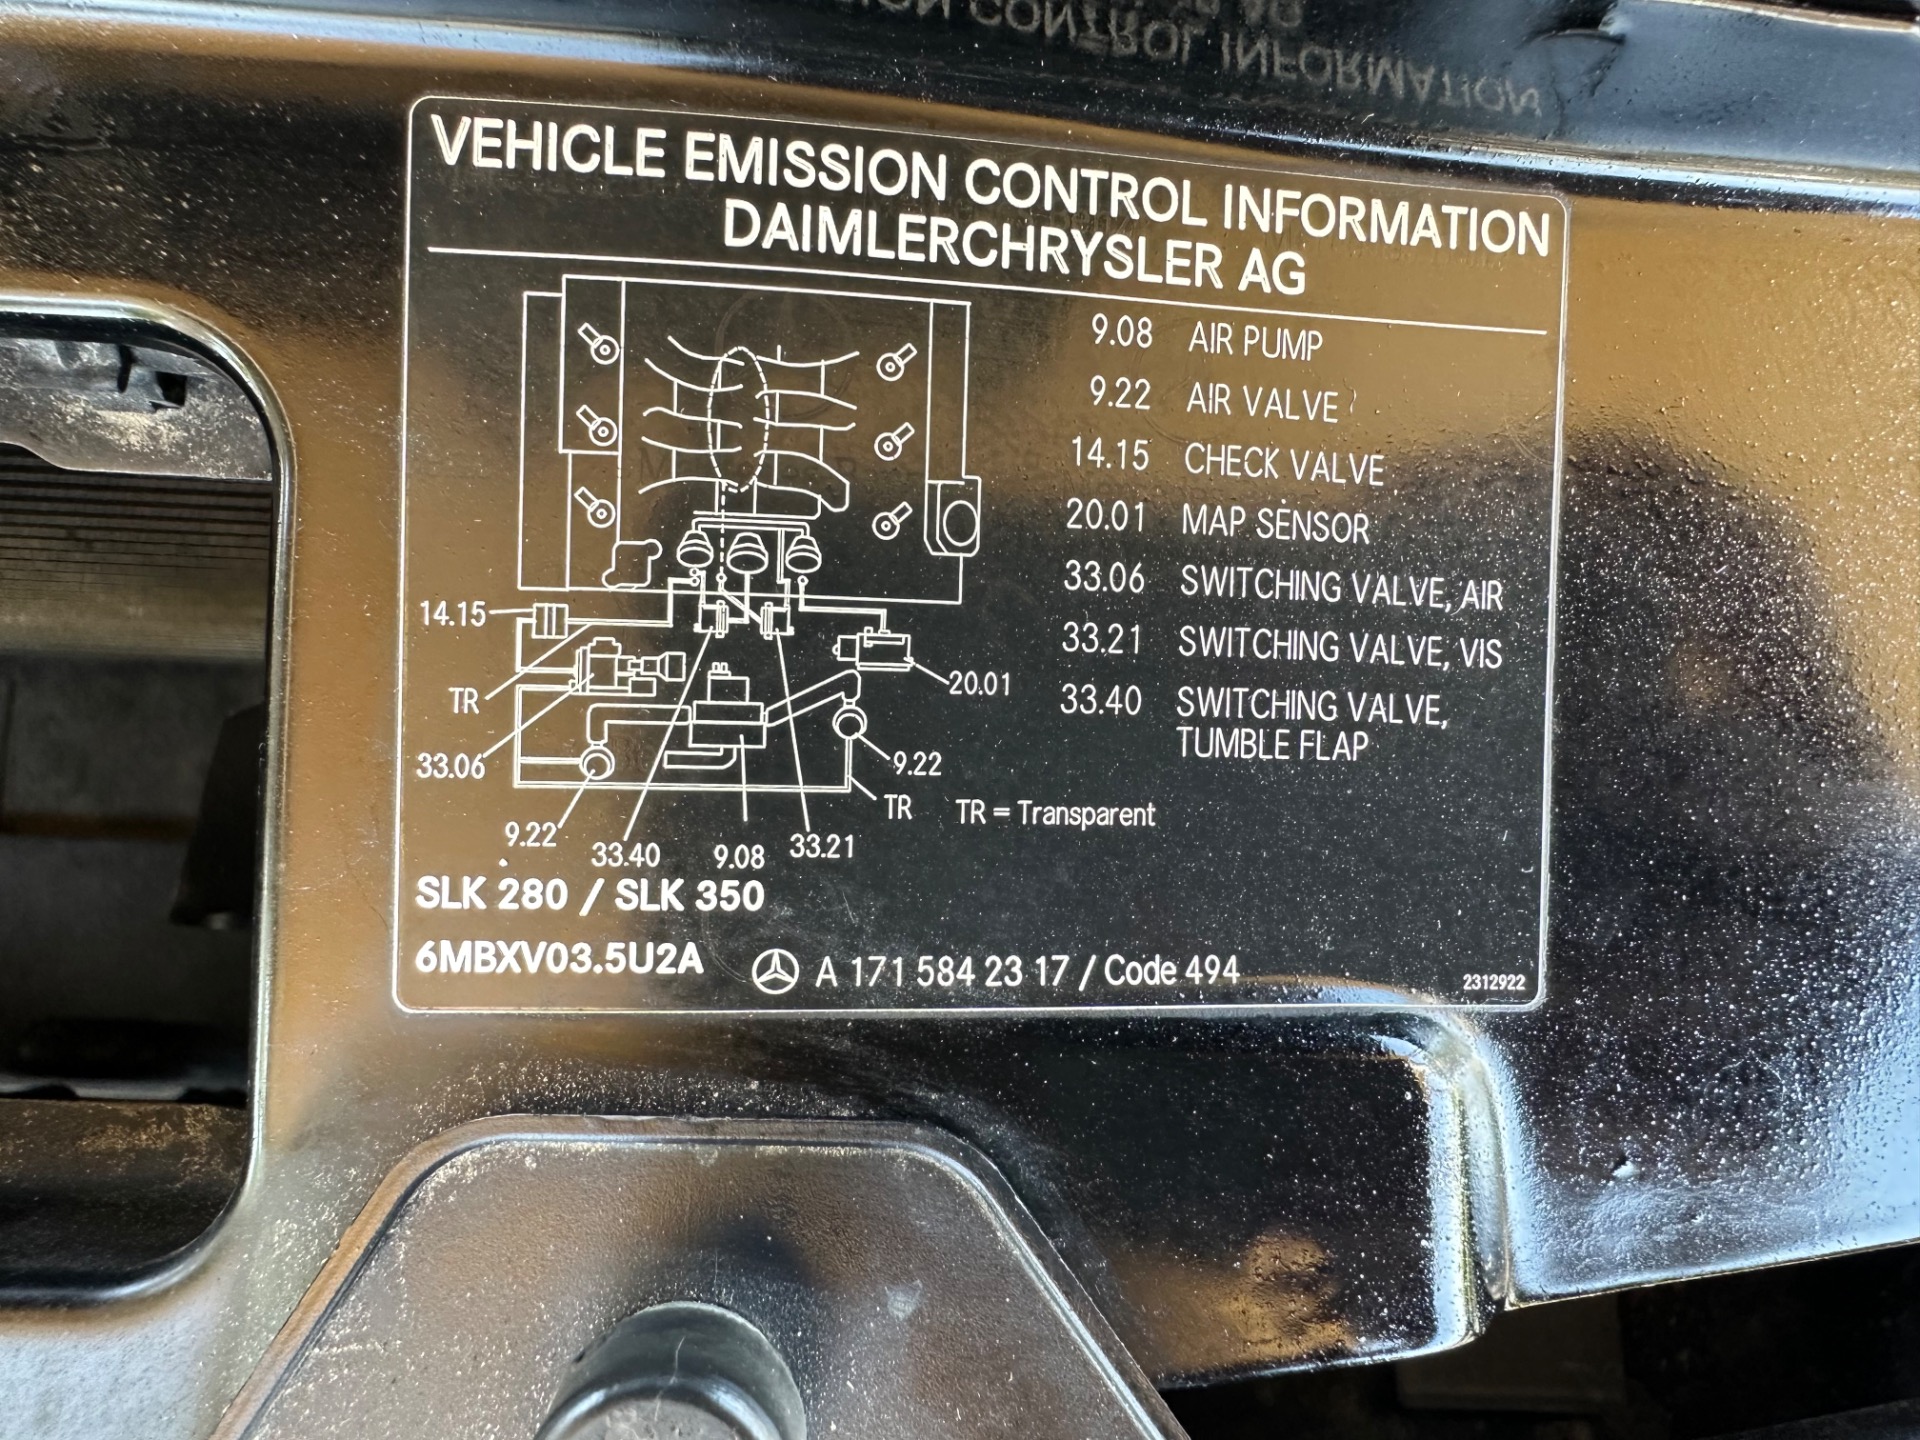 VEHICLE EMISSION CONTROL INFORMATION
DAIMLERCHRYSLER AG
9.08 AIR PUMP
9.22 AIR VALVE
14.15 CHECK VALVE
20.01 MAP SENSOR
33.06 SWITCHING VALVE, AIR
33.21 SWITCHING VALVE, VIS
33.40 SWITCHING VALVE,
TUMBLE FLAP
14.15
TR
20.01
33.06
9.22
TR
TR = Transparent
9.22
33.40
9.08
33.21
SLK 280 / SLK 350
6MBXV03.5U2A
A 171 584 23 17 / Code 494
2312922